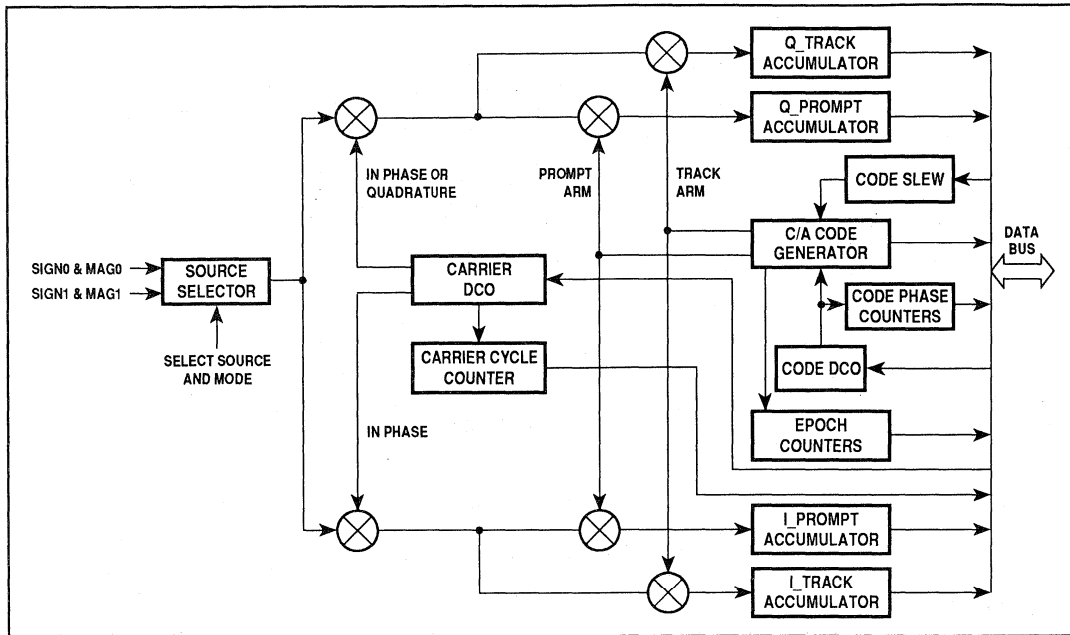 Q_TRACK
ACCUMULATOR
Q_PROMPT
ACCUMULATOR
IN PHASE OR
QUADRATURE
PROMPT
ARM
TRACK
ARM
CODE SLEW
C/A CODE
GENERATOR
DATA
BUS
SIGN0 & MAG0
SIGN1 & MAG1
SOURCE
SELECTOR
CARRIER
DCO
CODE PHASE
COUNTERS
SELECT SOURCE
AND MODE
CARRIER CYCLE
COUNTER
CODE DCO
IN PHASE
EPOCH
COUNTERS
I_PROMPT
ACCUMULATOR
I_TRACK
ACCUMULATOR